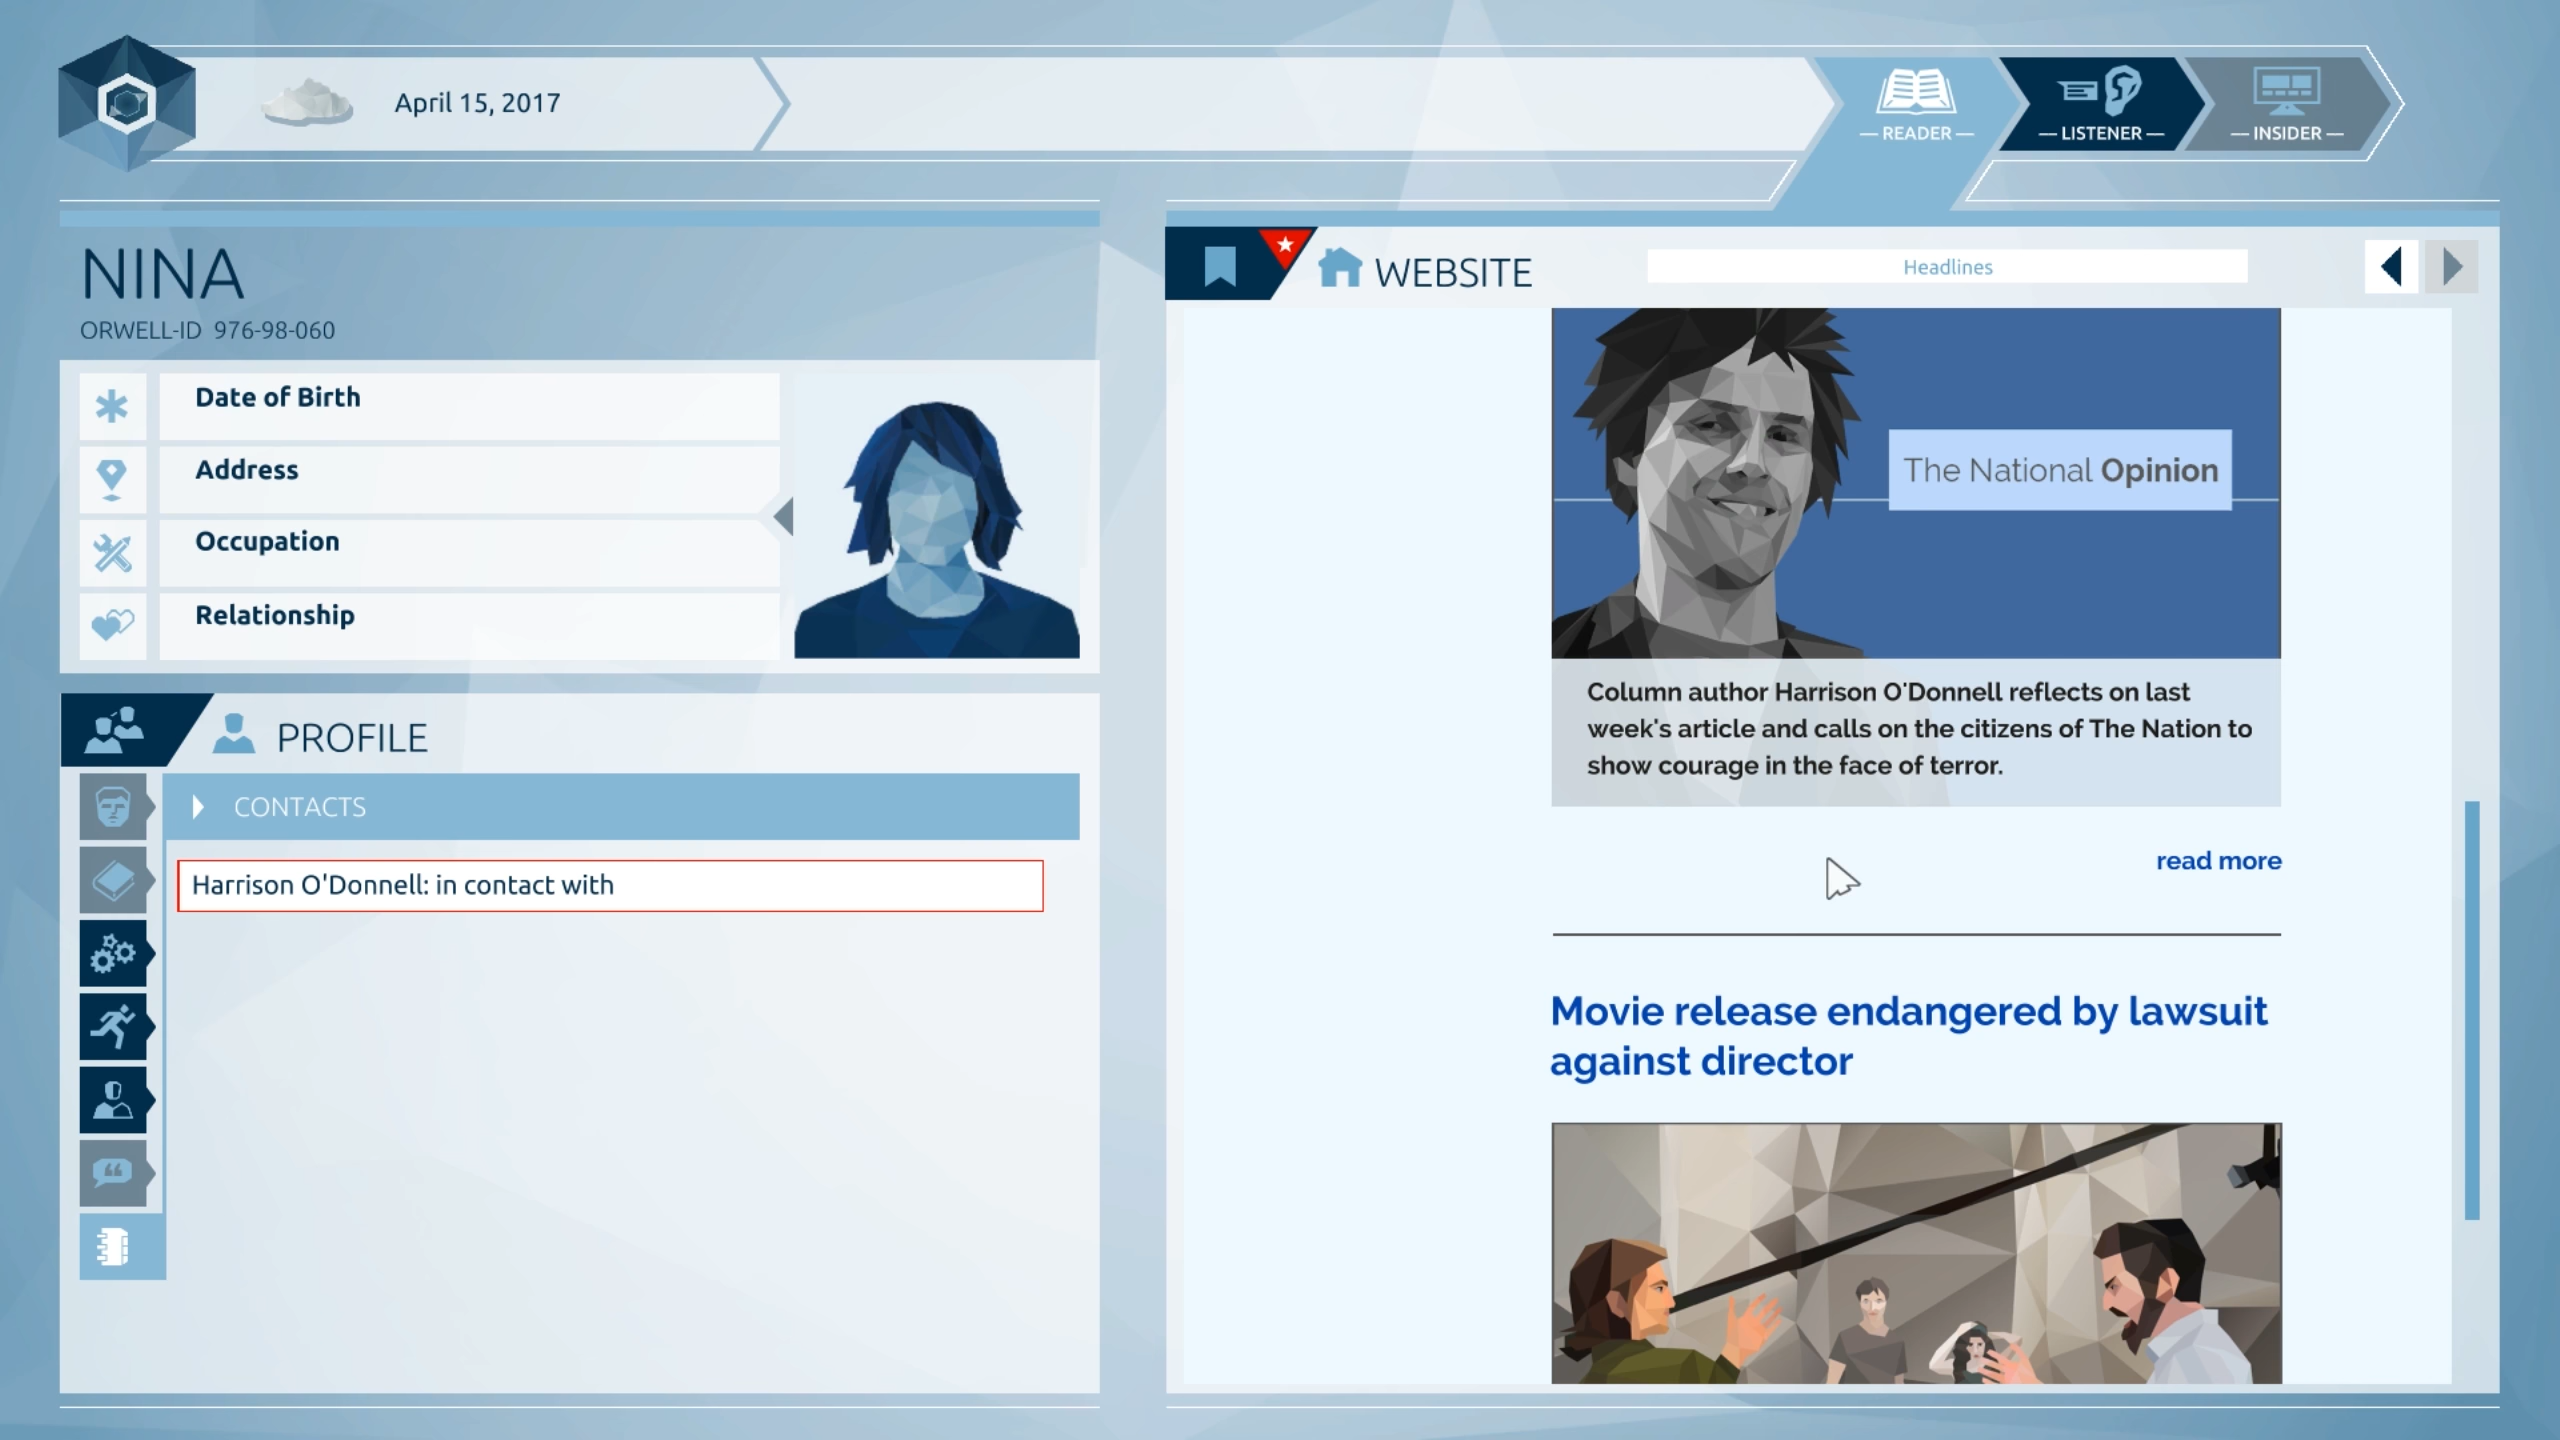 April 15, 2017
— READER —
— LISTENER —
— INSIDER —
NINA
ORWELL-ID 976-98-060
Date of Birth
Address
Occupation
Relationship
PROFILE
CONTACTS
Harrison O'Donnell: in contact with
WEBSITE
Headlines
The National Opinion
Column author Harrison O'Donnell reflects on last
week's article and calls on the citizens of The Nation to
show courage in the face of terror.
read more
Movie release endangered by lawsuit
against director